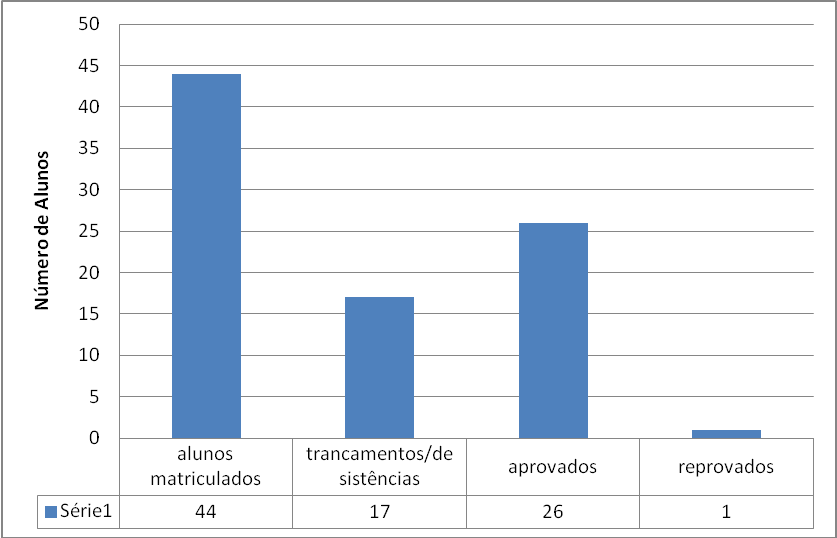 50
45
40
35
30
25
20
15
10
5
0
Número de Alunos
alunos matriculados
trancamentos/de sistências
aprovados
reprovados
Série1 44 17 26 1